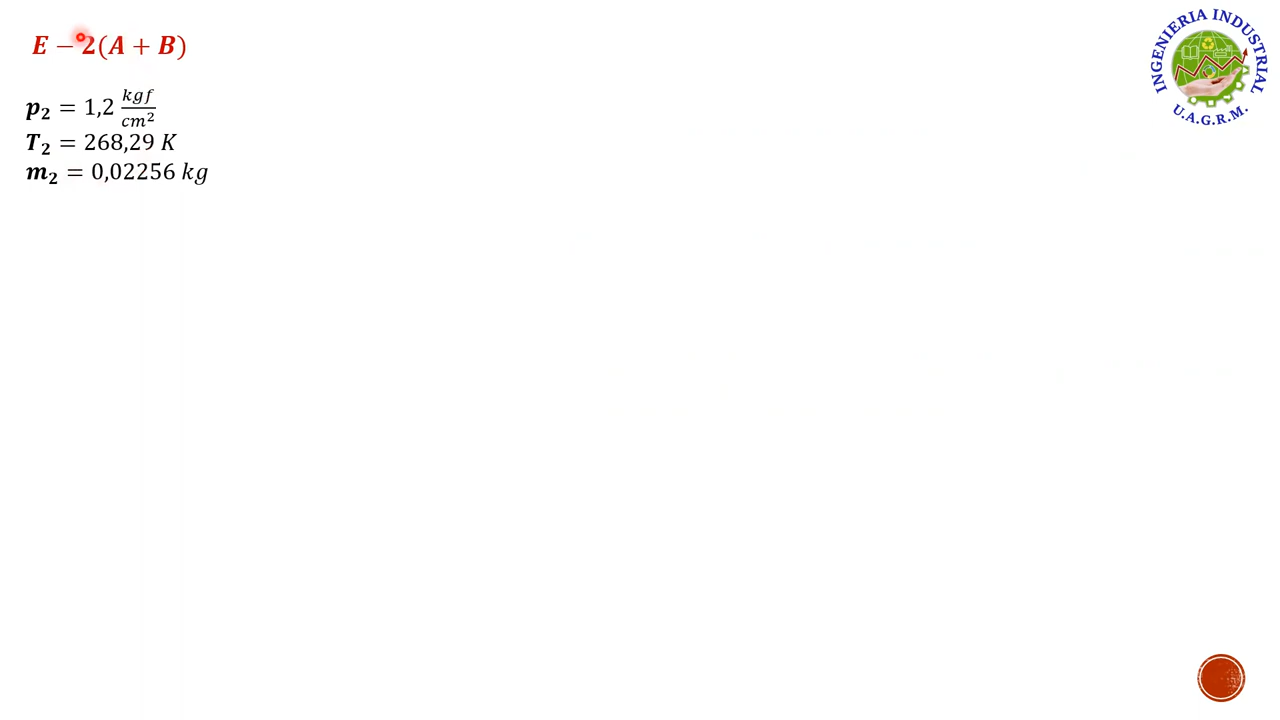 E − 2(A + B)
p₂ = 1,2 kgf/cm²
T₂ = 268,29 K
m₂ = 0,02256 kg
INGENIERIA INDUSTRIAL
U.A.G.R.M.